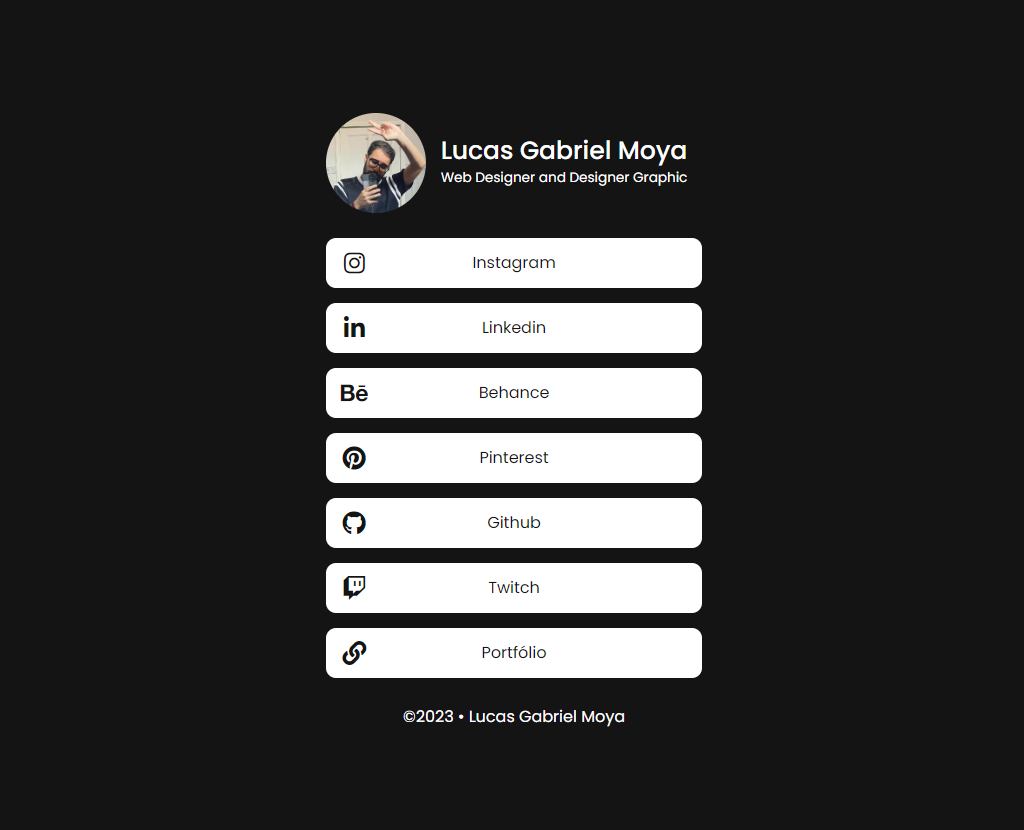 Lucas Gabriel Moya
Web Designer and Designer Graphic
Instagram
in Linkedin
Bē Behance
Pinterest
Github
Twitch
Portfólio
©2023 • Lucas Gabriel Moya